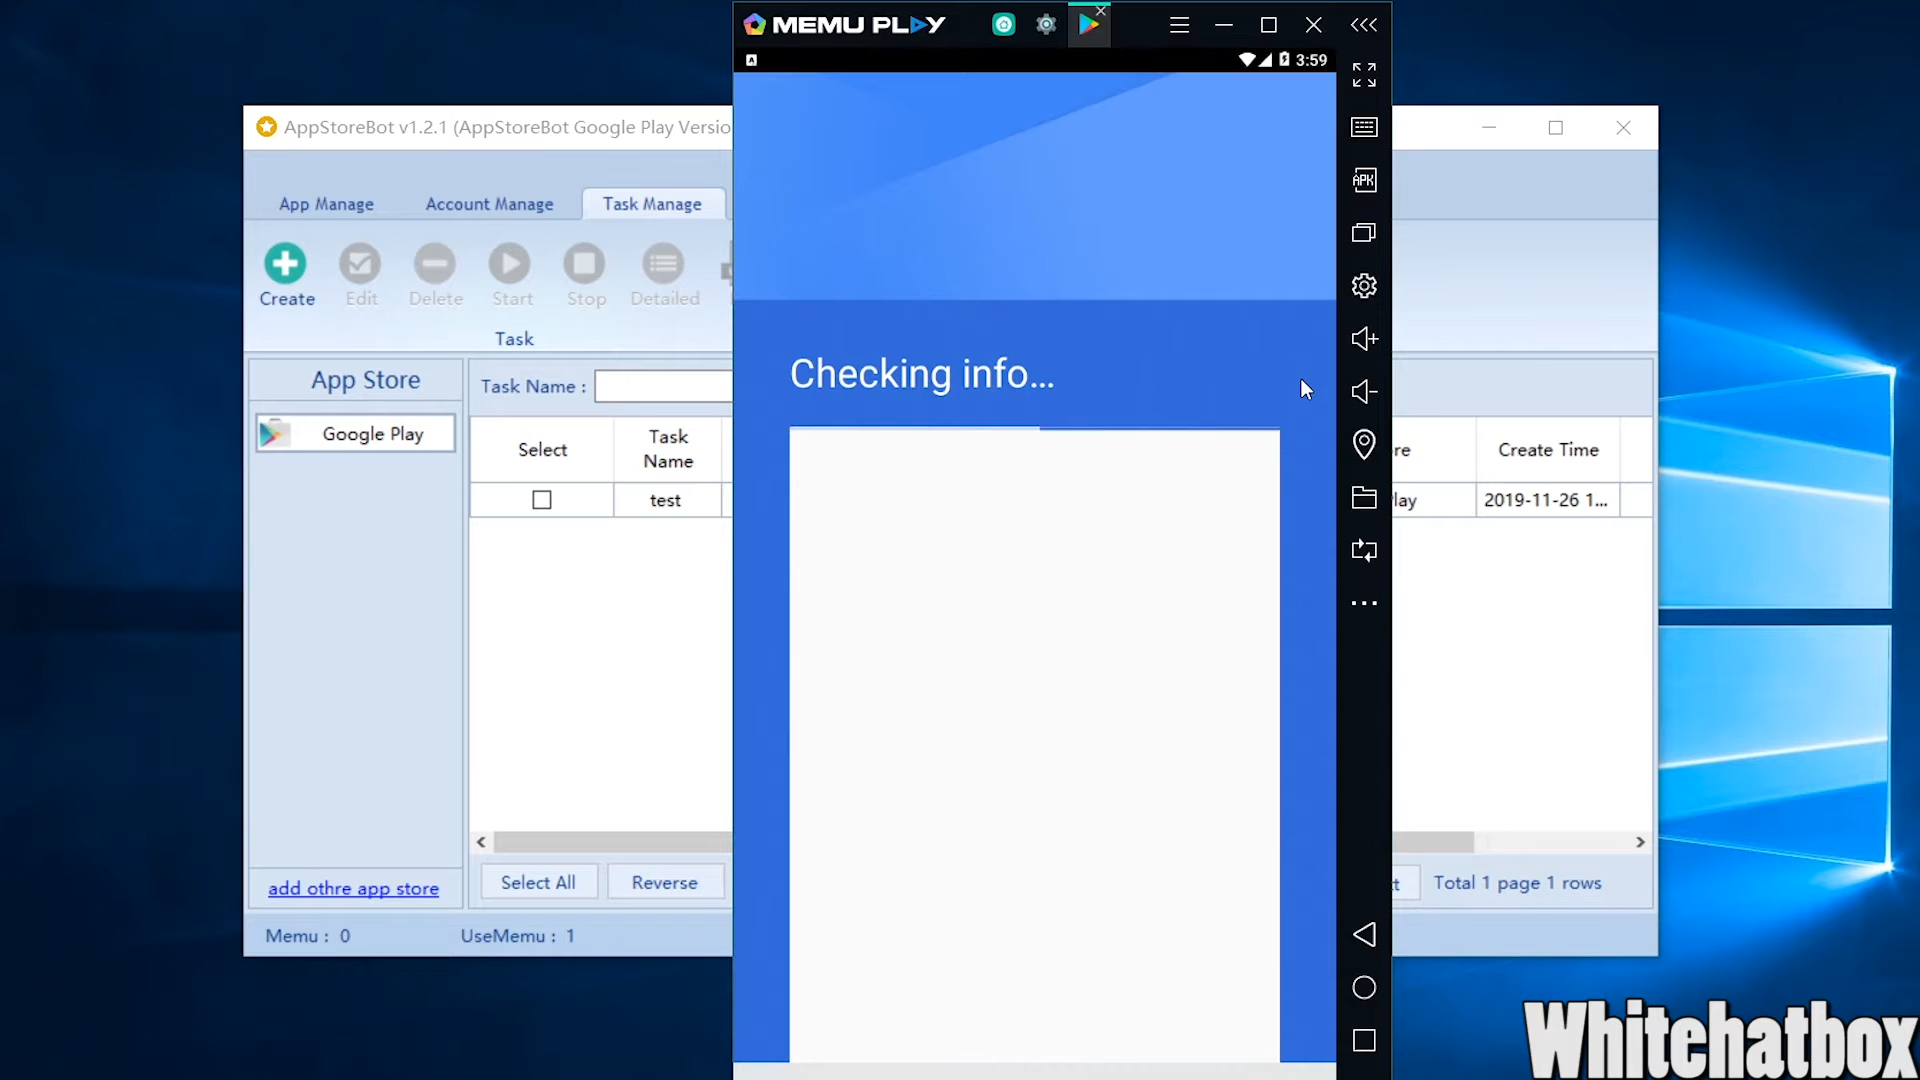 MEMU PLAY
3:59
AppStoreBot v1.2.1 (AppStoreBot Google Play Versio
App Manage
Account Manage
Task Manage
APK
Create
Edit
Delete
Start
Stop
Detailed
Task
Checking info...
App Store
Task Name :
Google Play
Select
Task
Name
re
Create Time
test
lay
2019-11-26 1...
Select All
Reverse
t
Total 1 page 1 rows
add othre app store
Memu : 0
UseMemu : 1
Whitehatbox